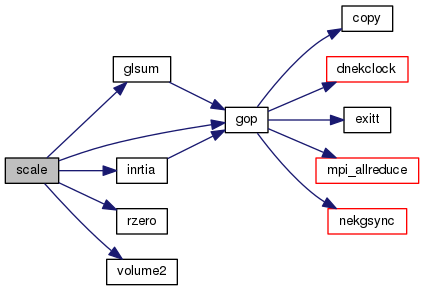 scale
glsum
inrtia
rzero
volume2
gop
copy
dnekclock
exitt
mpi_allreduce
nekgsync